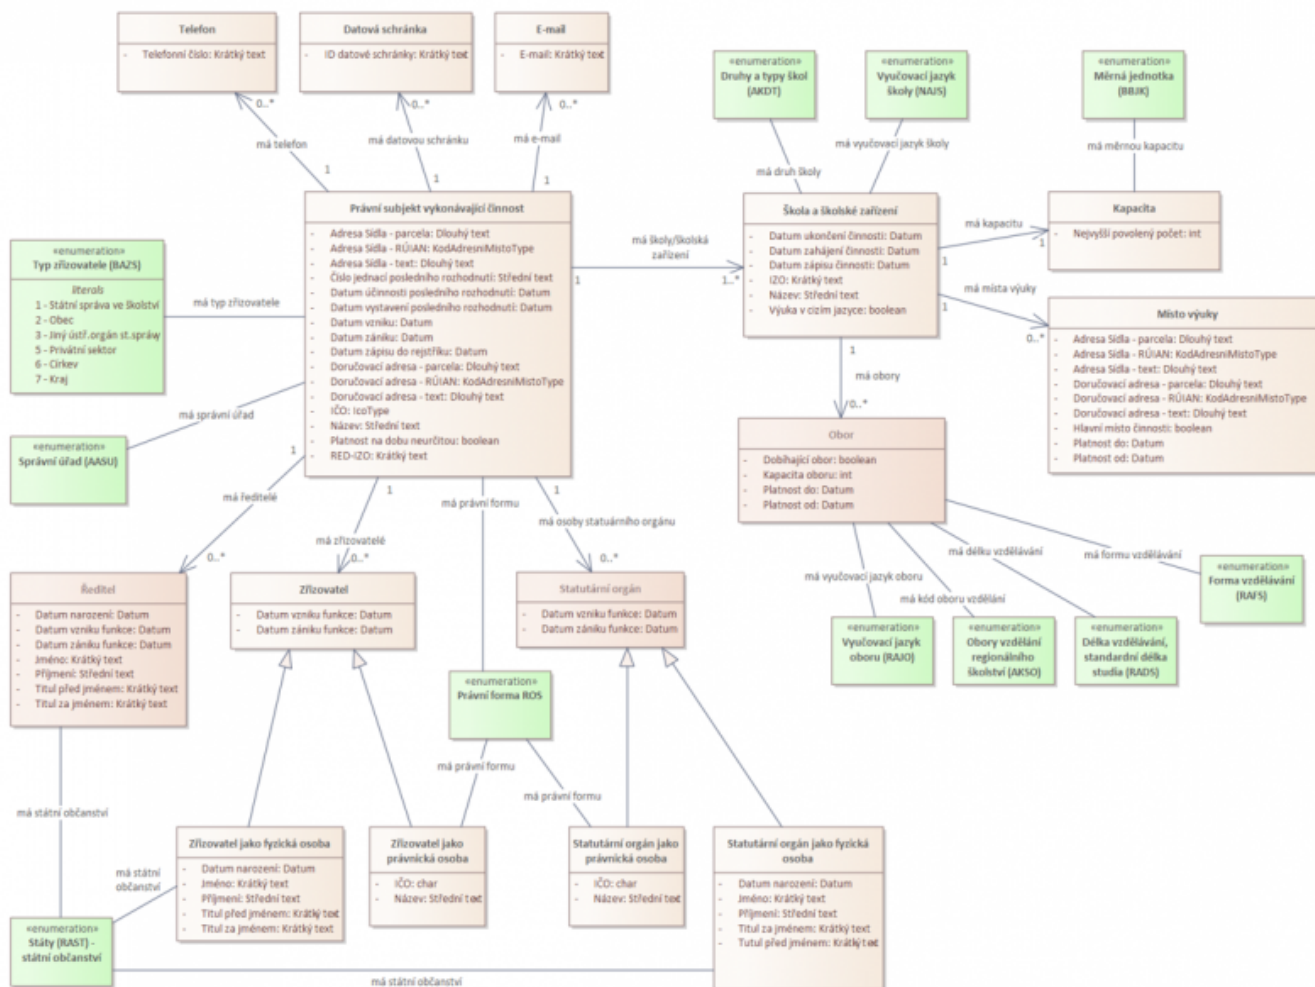 Telefon
- Telefonní číslo: Krátký text
Datová schránka
- ID datové schránky: Krátký text
E-mail
- E-mail: Krátký text
«enumeration»
Druhy a typy škol
(AKDT)
«enumeration»
Vyučovací jazyk
školy (NAJS)
«enumeration»
Měrná jednotka
(BBJK)
0..*
0..*
0..*
má telefon
má datovou schránku
má e-mail
1
1
1
má druh školy
má vyučovací jazyk školy
má měrnou kapacitu
Právní subjekt vykonávající činnost
- Adresa Sídla - parcela: Dlouhý text
- Adresa Sídla - RÚIAN: KodAdresniMistoType
- Adresa Sídla - text: Dlouhý text
- Číslo jednací posledního rozhodnutí: Střední text
- Datum účinnosti posledního rozhodnutí: Datum
- Datum vystavení posledního rozhodnutí: Datum
- Datum vzniku: Datum
- Datum zániku: Datum
- Datum zápisu do rejstříku: Datum
- Doručovací adresa - parcela: Dlouhý text
- Doručovací adresa - RÚIAN: KodAdresniMistoType
- Doručovací adresa - text: Dlouhý text
- IČO: IcoType
- Název: Střední text
- Platnost na dobu neurčitou: boolean
- RED-IZO: Krátký text
má školy/školská
zařízení
1
1..*
Škola a školské zařízení
- Datum ukončení činnosti: Datum
- Datum zahájení činnosti: Datum
- Datum zápisu činnosti: Datum
- IZO: Krátký text
- Název: Střední text
- Výuka v cizím jazyce: boolean
má kapacitu
1
1
Kapacita
- Nejvyšší povolený počet: int
má místa výuky
1
0..*
Místo výuky
- Adresa Sídla - parcela: Dlouhý text
- Adresa Sídla - RÚIAN: KodAdresniMistoType
- Adresa Sídla - text: Dlouhý text
- Doručovací adresa - parcela: Dlouhý text
- Doručovací adresa - RÚIAN: KodAdresniMistoType
- Doručovací adresa - text: Dlouhý text
- Hlavní místo činnosti: boolean
- Platnost do: Datum
- Platnost od: Datum
«enumeration»
Typ zřizovatele (BAZS)
literals
1 - Státní správa ve školství
2 - Obec
3 - Jiný ústř.orgán st.správy
5 - Privátní sektor
6 - Církev
7 - Kraj
má typ zřizovatele
má správní úřad
«enumeration»
Správní úřad (AASU)
1
má obory
0..*
Obor
- Dobíhající obor: boolean
- Kapacita oboru: int
- Platnost do: Datum
- Platnost od: Datum
1
má ředitelé
0..*
1
má zřizovatelé
0..*
má právní formu
1
má osoby statuárního orgánu
0..*
má vyučovací jazyk oboru
má kód oboru vzdělání
má délku vzdělávání
má formu vzdělávání
«enumeration»
Forma vzdělávání
(RAFS)
«enumeration»
Vyučovací jazyk
oboru (RAJO)
«enumeration»
Obory vzdělání
regionálního
školství (AKSO)
«enumeration»
Délka vzdělávání,
standardní délka
studia (RADS)
Ředitel
- Datum narození: Datum
- Datum vzniku funkce: Datum
- Datum zániku funkce: Datum
- Jméno: Krátký text
- Příjmení: Střední text
- Titul před jménem: Krátký text
- Titul za jménem: Krátký text
Zřizovatel
- Datum vzniku funkce: Datum
- Datum zániku funkce: Datum
Statutární orgán
- Datum vzniku funkce: Datum
- Datum zániku funkce: Datum
«enumeration»
Právní forma ROS
má právní formu
má právní formu
má státní občanství
má státní
občanství
Zřizovatel jako fyzická osoba
- Datum narození: Datum
- Jméno: Krátký text
- Příjmení: Střední text
- Titul před jménem: Krátký text
- Titul za jménem: Krátký text
Zřizovatel jako
právnická osoba
- IČO: char
- Název: Střední text
Statutární orgán jako
právnická osoba
- IČO: char
- Název: Střední text
Statutární orgán jako fyzická
osoba
- Datum narození: Datum
- Jméno: Krátký text
- Příjmení: Střední text
- Titul za jménem: Krátký text
- Tutul před jménem: Krátký text
«enumeration»
Státy (RAST) -
státní občanství
má státní občanství